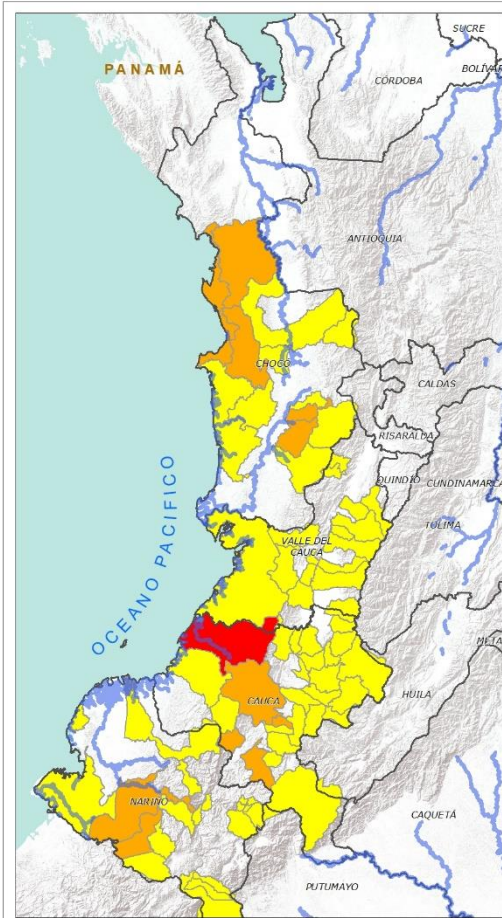 SUCRE
PANAMÁ
BOLÍVAR
CÓRDOBA
ANTIOQUIA
CHOCÓ
CALDAS
RISARALDA
QUINDÍO
CUNDINAMARCA
TOLIMA
VALLE DEL
CAUCA
OCEANO PACIFICO
META
HUILA
CAUCA
NARIÑO
CAQUETÁ
PUTUMAYO